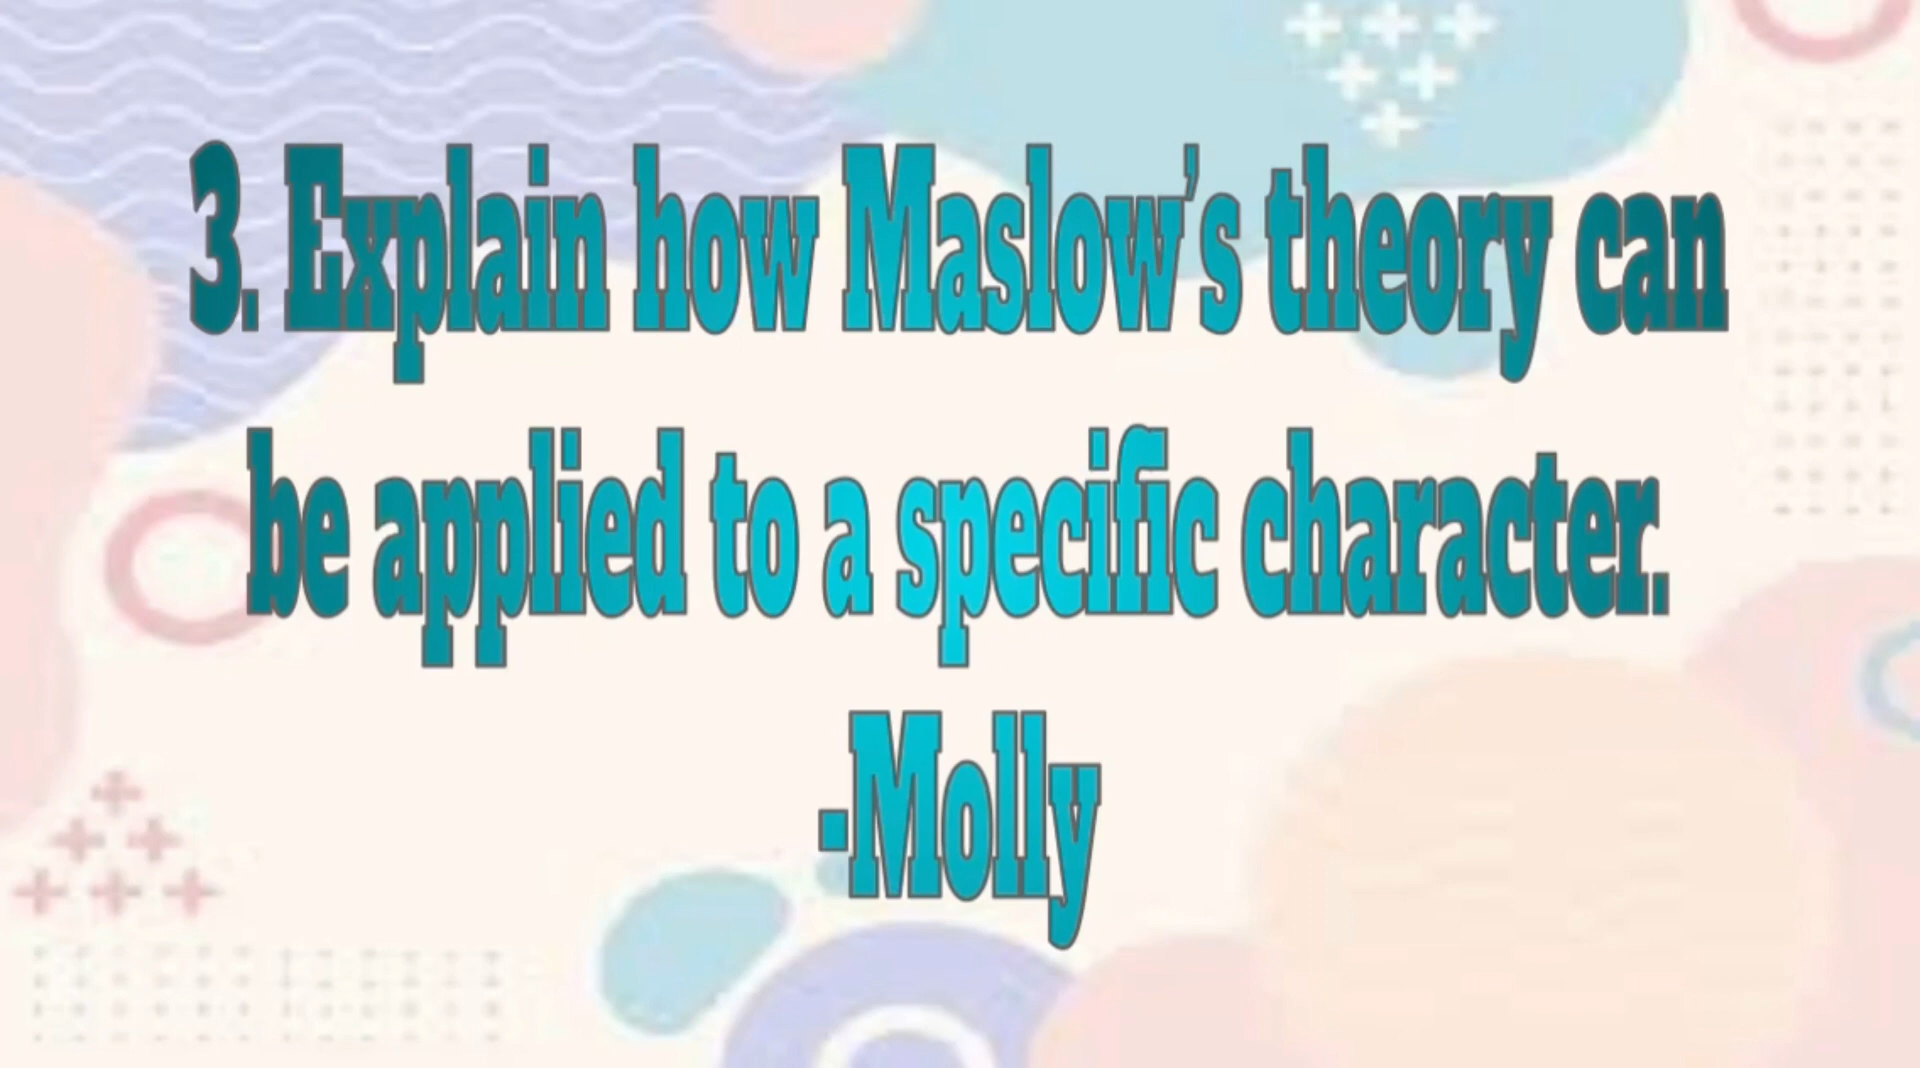 3. Explain how Maslow's theory can
be applied to a specific character.
-Molly